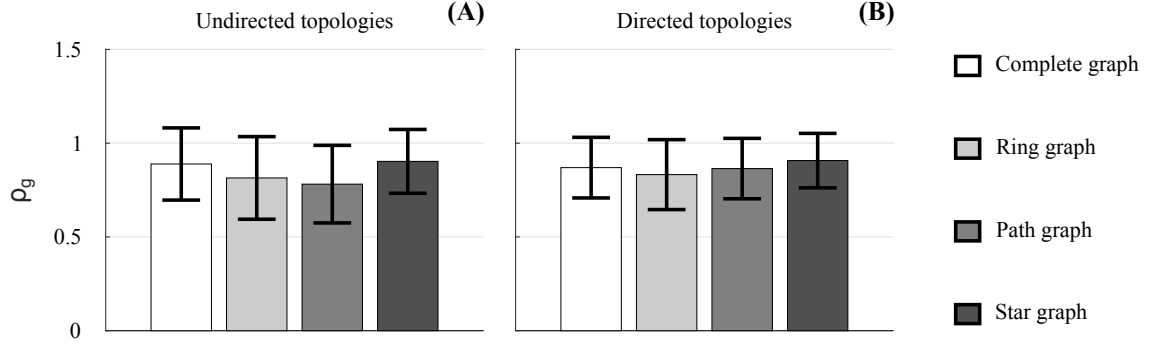 Undirected topologies
(A)
Directed topologies
(B)
1.5
1
0.5
0
ρg
Complete graph
Ring graph
Path graph
Star graph